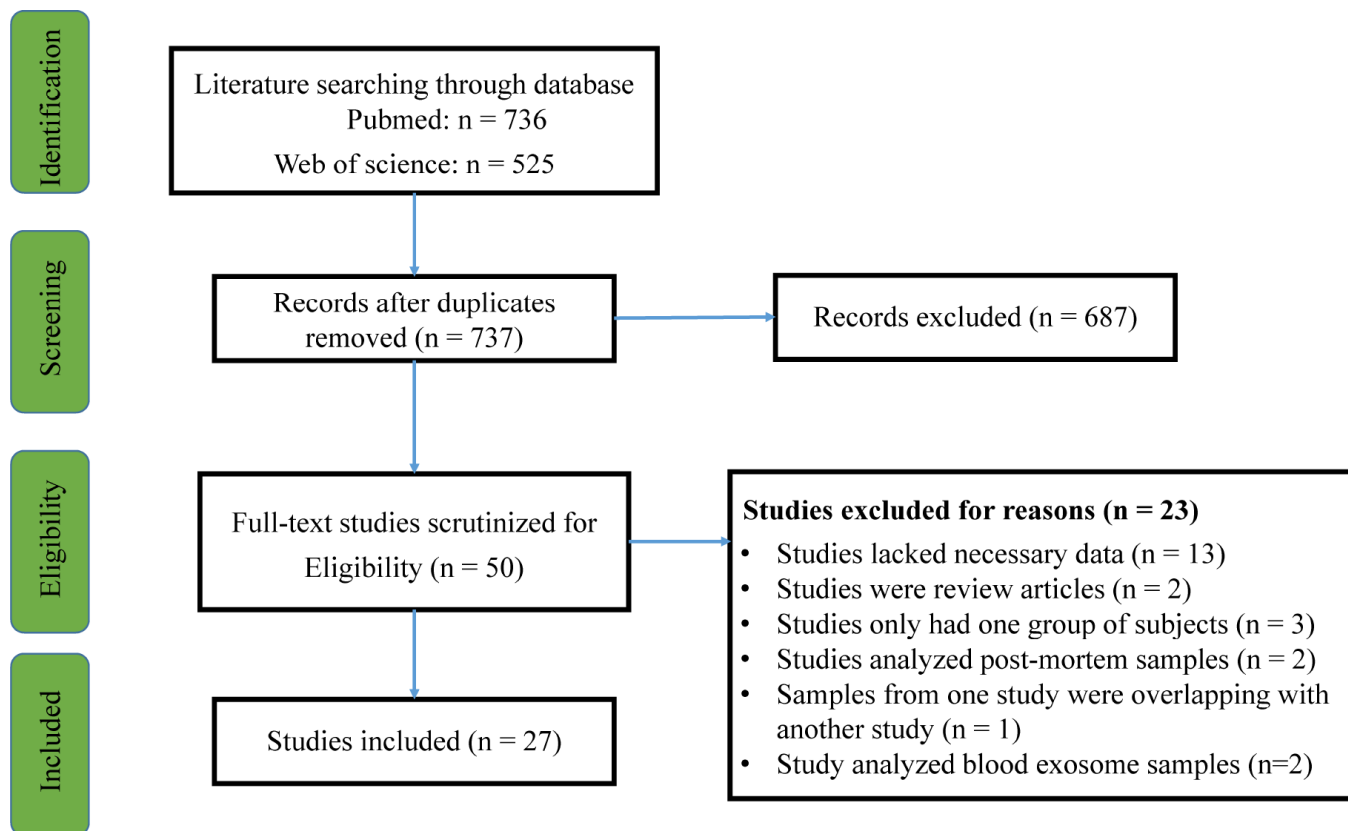 Identification
Literature searching through database
Pubmed: n = 736
Web of science: n = 525
Screening
Records after duplicates
removed (n = 737)
Records excluded (n = 687)
Eligibility
Full-text studies scrutinized for
Eligibility (n = 50)
Studies excluded for reasons (n = 23)
• Studies lacked necessary data (n = 13)
• Studies were review articles (n = 2)
• Studies only had one group of subjects (n = 3)
• Studies analyzed post-mortem samples (n = 2)
• Samples from one study were overlapping with
another study (n = 1)
• Study analyzed blood exosome samples (n=2)
Included
Studies included (n = 27)